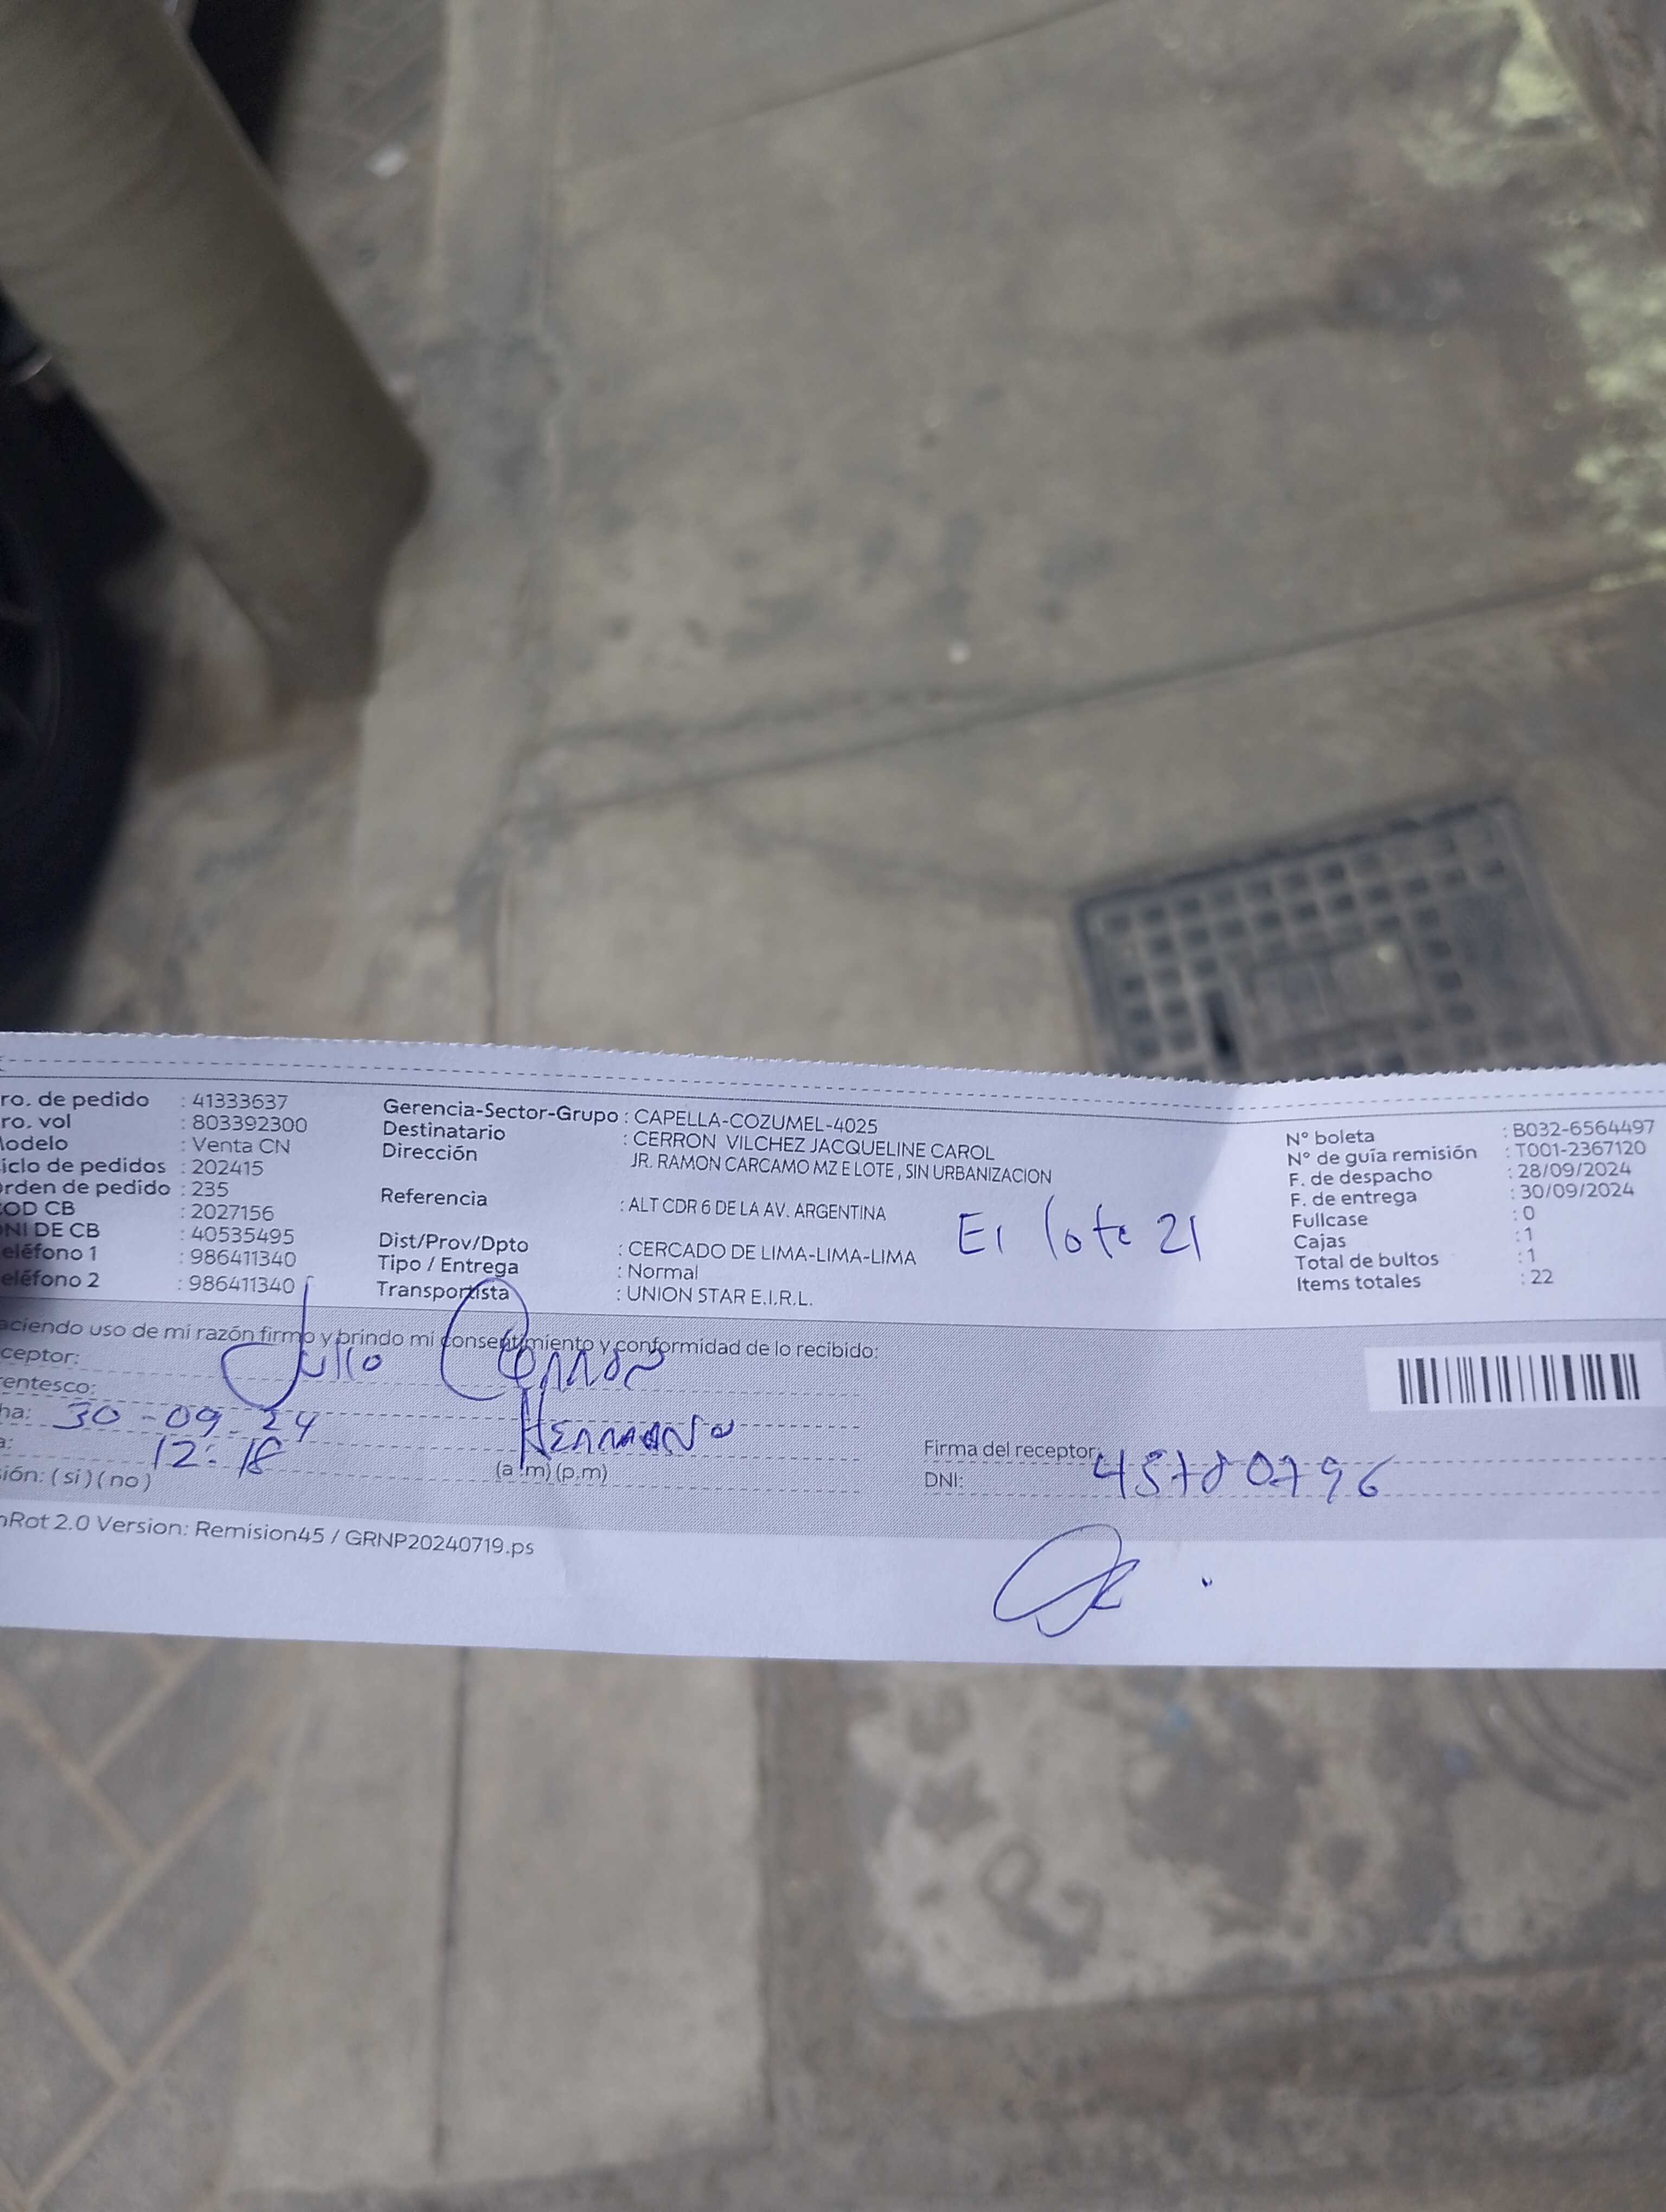 ro. de pedido : 41333637
ro. vol : 803392300
odelo : Venta CN
iclo de pedidos : 202415
rden de pedido : 235
OD CB : 2027156
NI DE CB : 40535495
eléfono 1 : 986411340
eléfono 2 : 986411340
Gerencia-Sector-Grupo : CAPELLA-COZUMEL-4025
Destinatario : CERRON VILCHEZ JACQUELINE CAROL
Dirección JR. RAMON CARCAMO MZ E LOTE , SIN URBANIZACION
Referencia : ALT CDR 6 DE LA AV. ARGENTINA
Dist/Prov/Dpto : CERCADO DE LIMA-LIMA-LIMA
Tipo / Entrega : Normal
Transportista : UNION STAR E.I.R.L.
E1 lote 21
N° boleta : B032-6564497
N° de guía remisión : T001-2367120
F. de despacho : 28/09/2024
F. de entrega : 30/09/2024
Fullcase : 0
Cajas : 1
Total de bultos : 1
Items totales : 22
aciendo uso de mi razón firmo y brindo mi consentimiento y conformidad de lo recibido:
ceptor: Julio Cerron
entesco: Hermano
ha: 30-09-24
a: 12:18 (a.m) (p.m)
sión: ( si ) ( no )
Firma del receptor:
DNI: 45780796
Rot 2.0 Version: Remision45 / GRNP20240719.ps